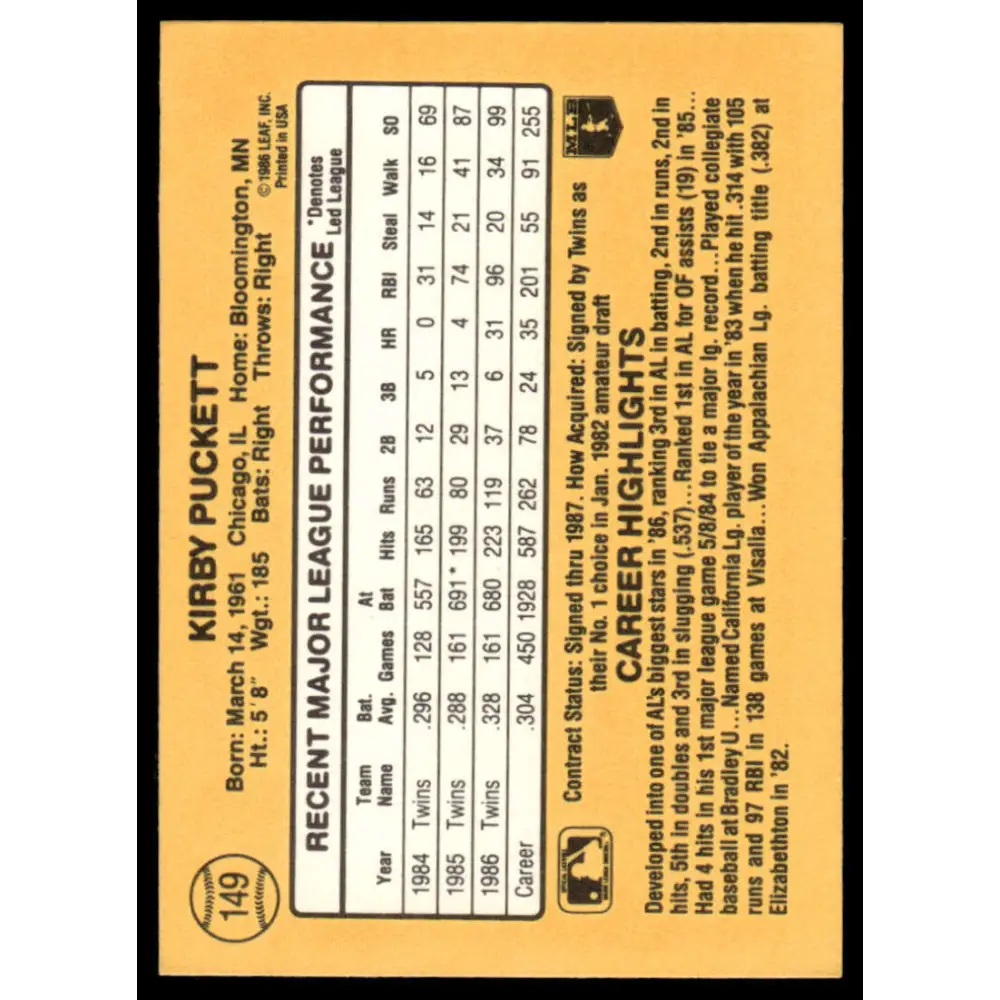 149
KIRBY PUCKETT
Born: March 14, 1961 Chicago, IL Home: Bloomington, MN
Ht.: 5'8" Wgt.: 185 Bats: Right Throws: Right
©1986 LEAF, INC.
Printed in USA
RECENT MAJOR LEAGUE PERFORMANCE
*Denotes
Led League
Year Team Name Bat. Avg. Games At Bat Hits Runs 2B 3B HR RBI Steal Walk SO
1984 Twins .296 128 557 165 63 12 5 0 31 14 16 69
1985 Twins .288 161 691* 199 80 29 13 4 74 21 41 87
1986 Twins .328 161 680 223 119 37 6 31 96 20 34 99
Career .304 450 1928 587 262 78 24 35 201 55 91 255
Contract Status: Signed thru 1987. How Acquired: Signed by Twins as
their No. 1 choice in Jan. 1982 amateur draft
MLB
CAREER HIGHLIGHTS
Developed into one of AL's biggest stars in '86, ranking 3rd in AL in batting, 2nd in runs, 2nd in
hits, 5th in doubles and 3rd in slugging (.537)...Ranked 1st in AL for OF assists (19) in '85...
Had 4 hits in his 1st major league game 5/8/84 to tie a major lg. record...Played collegiate
baseball at Bradley U...Named California Lg. player of the year in '83 when he hit .314 with 105
runs and 97 RBI in 138 games at Visalia...Won Appalachian Lg. batting title (.382) at
Elizabethton in '82.